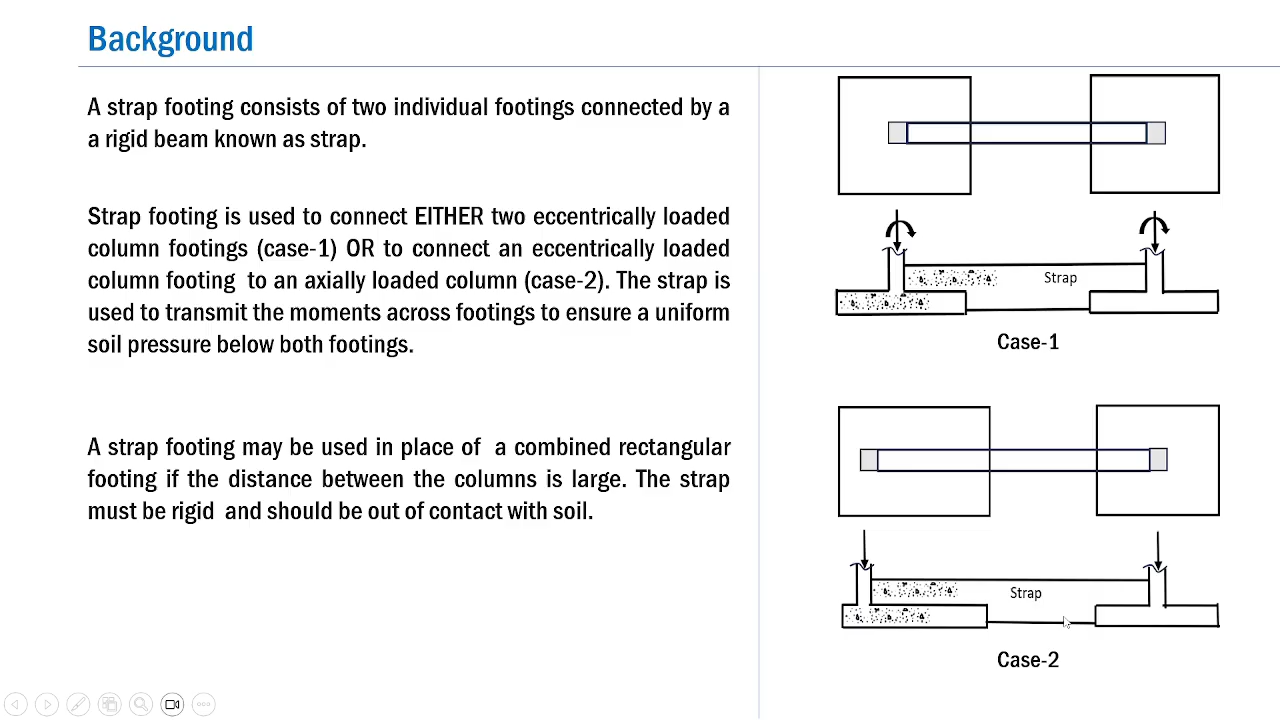 Background
A strap footing consists of two individual footings connected by a
a rigid beam known as strap.
Strap footing is used to connect EITHER two eccentrically loaded
column footings (case-1) OR to connect an eccentrically loaded
column footing to an axially loaded column (case-2). The strap is
used to transmit the moments across footings to ensure a uniform
soil pressure below both footings.
A strap footing may be used in place of a combined rectangular
footing if the distance between the columns is large. The strap
must be rigid and should be out of contact with soil.
Strap
Case-1
Strap
Case-2